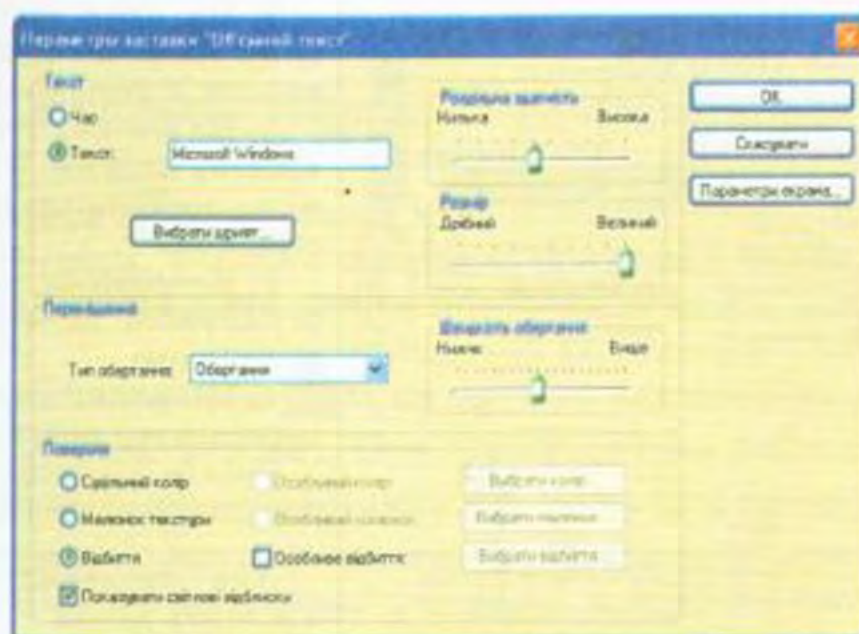 Параметри заставки "Об'ємний текст"
Текст
Час
Текст:
Microsoft Windows
Вибрати шрифт...
Роздільна здатність
Низька
Висока
Розмір
Дрібний
Великий
OK
Скасувати
Параметри екрана...
Переміщення
Тип обертання:
Обертання
Швидкість обертання
Нижче
Вище
Поверхня
Суцільний колір
Особливий колір
Вибрати колір...
Малюнок текстури
Особливий малюнок
Вибрати малюнок...
Відбиття
Особливе відбиття:
Вибрати відбиття...
Показувати світлові відблиски